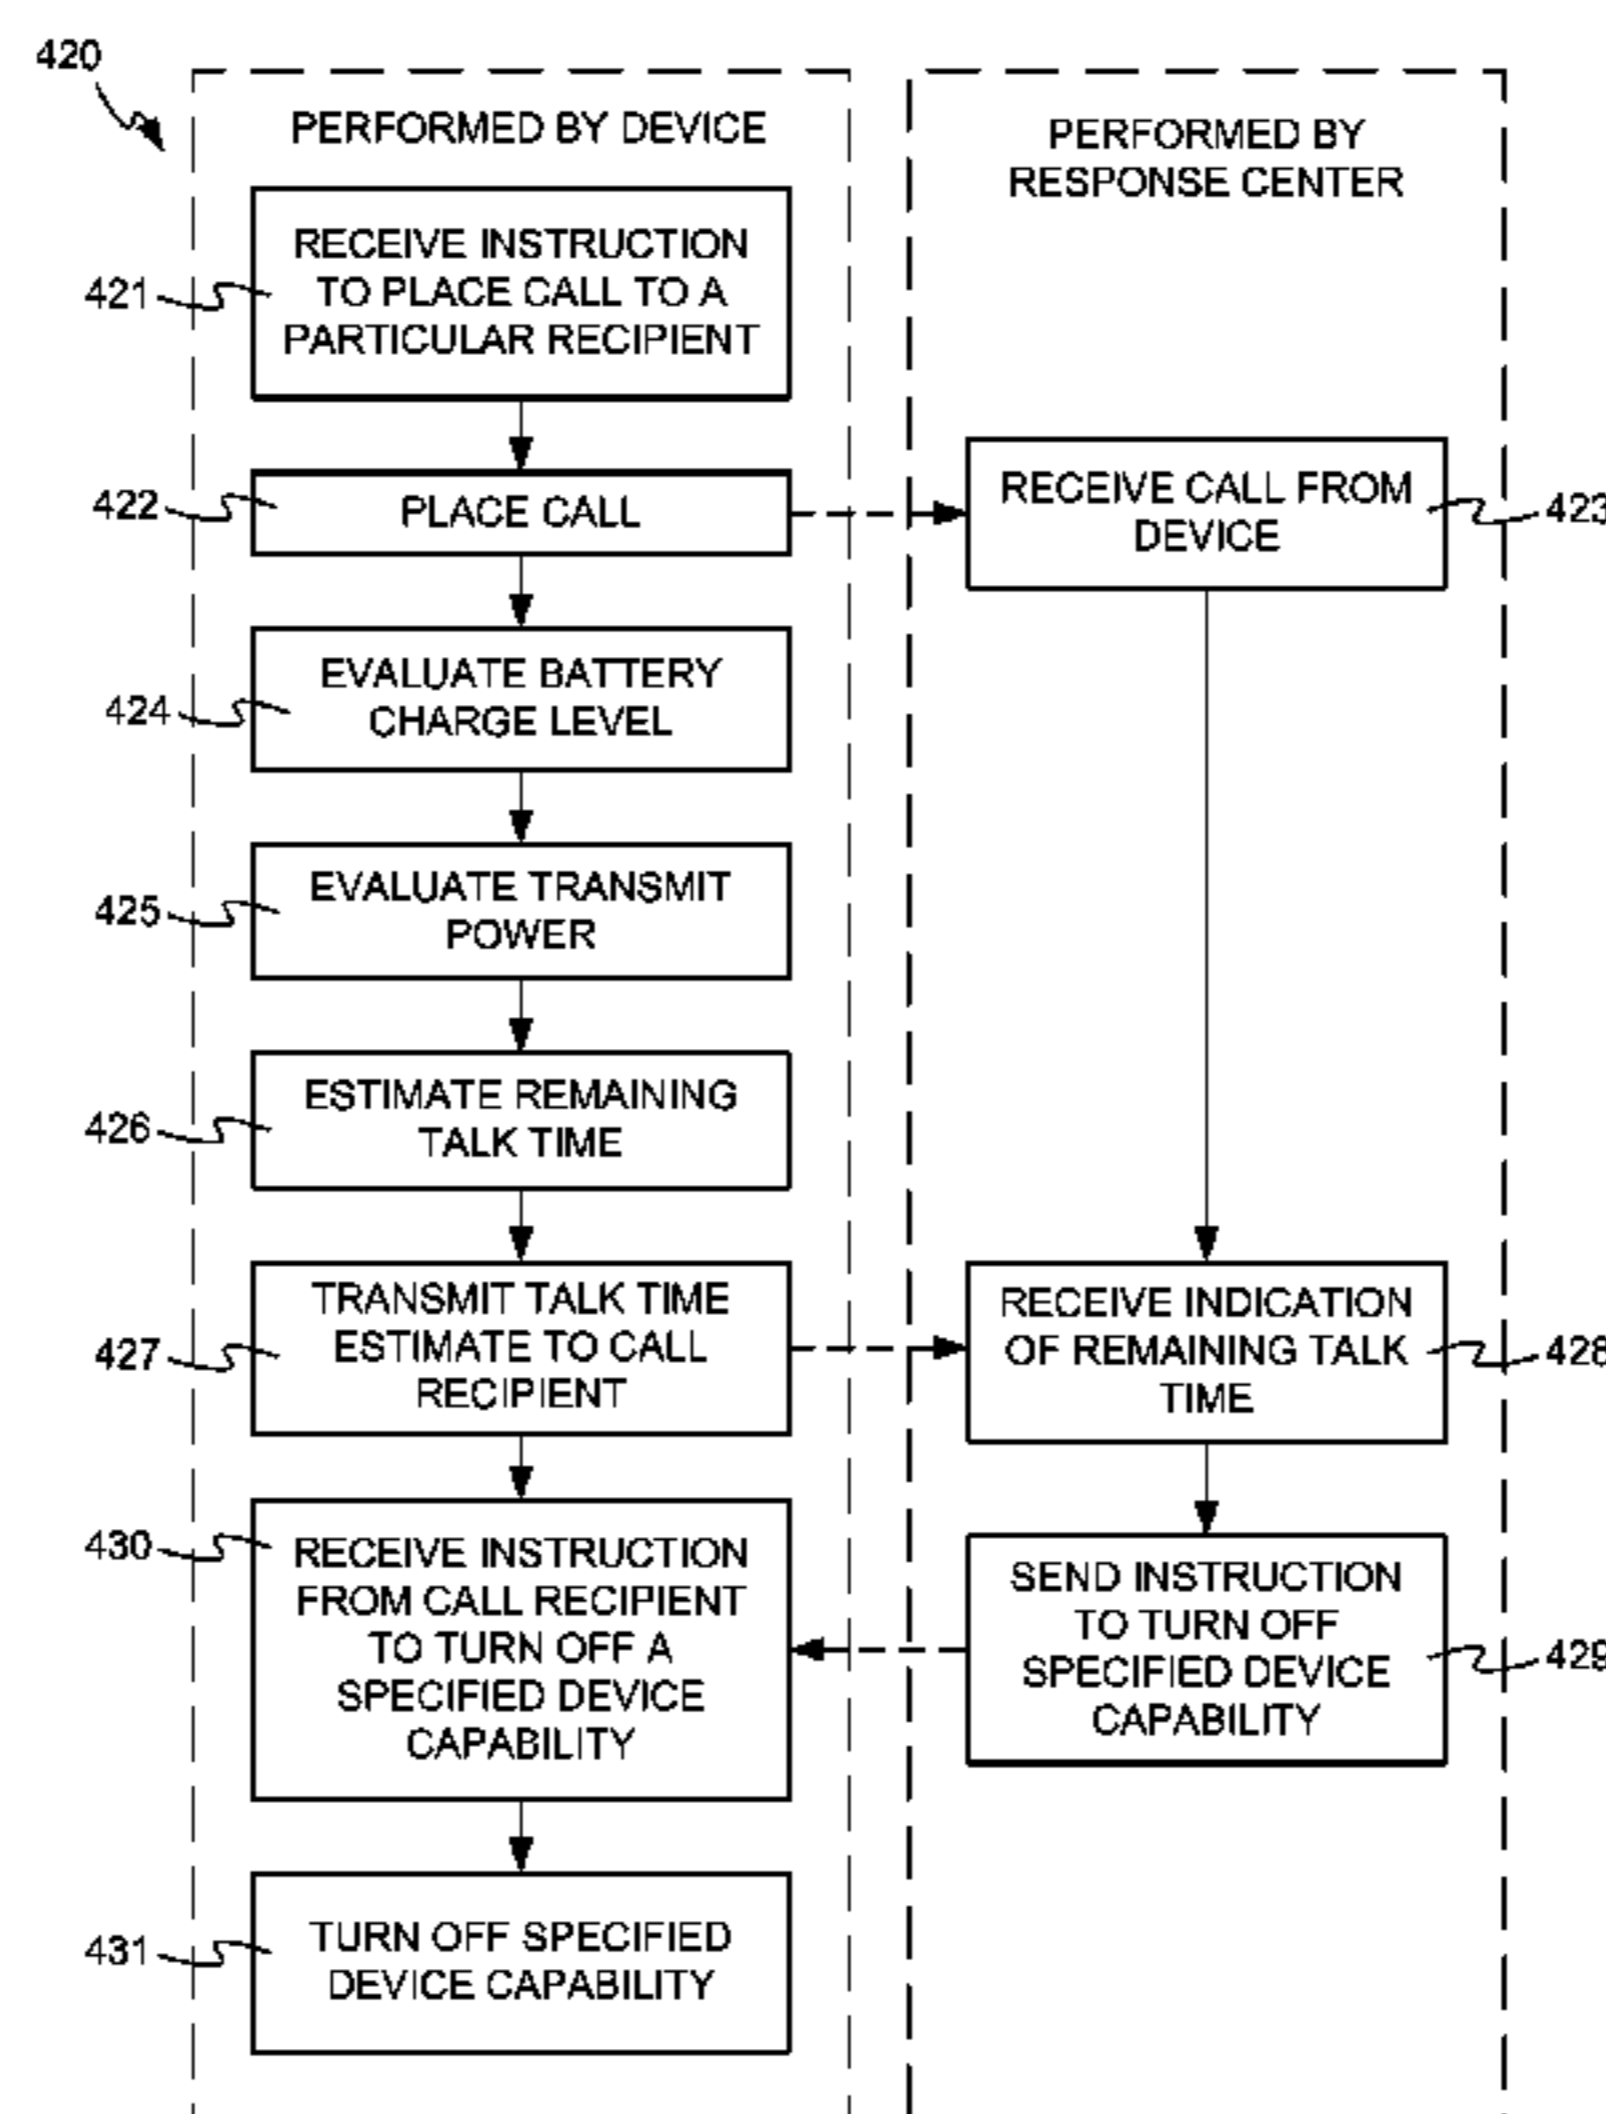 420
PERFORMED BY DEVICE
PERFORMED BY
RESPONSE CENTER
RECEIVE INSTRUCTION
TO PLACE CALL TO A
PARTICULAR RECIPIENT
421
PLACE CALL
422
RECEIVE CALL FROM
DEVICE
423
EVALUATE BATTERY
CHARGE LEVEL
424
EVALUATE TRANSMIT
POWER
425
ESTIMATE REMAINING
TALK TIME
426
TRANSMIT TALK TIME
ESTIMATE TO CALL
RECIPIENT
427
RECEIVE INDICATION
OF REMAINING TALK
TIME
428
RECEIVE INSTRUCTION
FROM CALL RECIPIENT
TO TURN OFF A
SPECIFIED DEVICE
CAPABILITY
430
SEND INSTRUCTION
TO TURN OFF
SPECIFIED DEVICE
CAPABILITY
429
TURN OFF SPECIFIED
DEVICE CAPABILITY
431